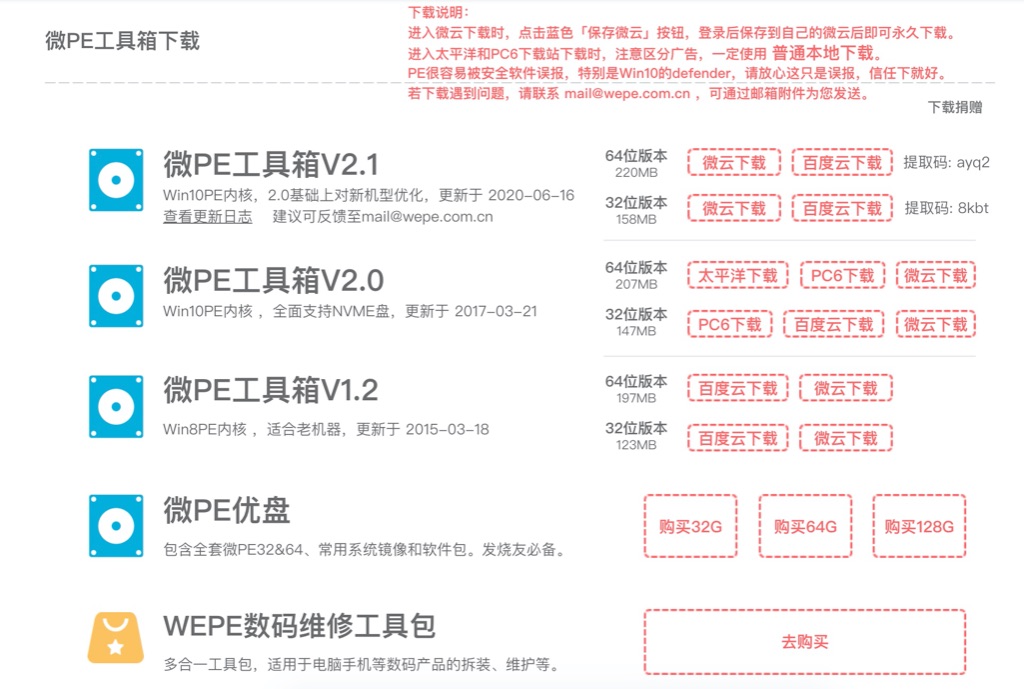 微PE工具箱下载
下载说明：
进入微云下载时，点击蓝色「保存微云」按钮，登录后保存到自己的微云后即可永久下载。
进入太平洋和PC6下载站下载时，注意区分广告，一定使用 普通本地下载。
PE很容易被安全软件误报，特别是Win10的defender，请放心这只是误报，信任下就好。
若下载遇到问题，请联系 mail@wepe.com.cn ，可通过邮箱附件为您发送。
下载捐赠
微PE工具箱V2.1
Win10PE内核，2.0基础上对新机型优化，更新于 2020-06-16
查看更新日志 建议可反馈至mail@wepe.com.cn
64位版本
220MB
微云下载 百度云下载 提取码: ayq2
32位版本
158MB
微云下载 百度云下载 提取码: 8kbt
微PE工具箱V2.0
Win10PE内核 ，全面支持NVME盘，更新于 2017-03-21
64位版本
207MB
太平洋下载 PC6下载 微云下载
32位版本
147MB
PC6下载 百度云下载 微云下载
微PE工具箱V1.2
Win8PE内核 ，适合老机器，更新于 2015-03-18
64位版本
197MB
百度云下载 微云下载
32位版本
123MB
百度云下载 微云下载
微PE优盘
包含全套微PE32&64、常用系统镜像和软件包。发烧友必备。
购买32G 购买64G 购买128G
WEPE数码维修工具包
多合一工具包，适用于电脑手机等数码产品的拆装、维护等。
去购买